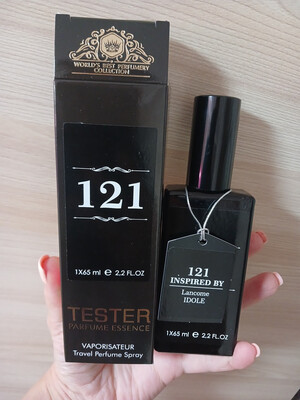 WORLD'S BEST PERFUMERY
COLLECTION
121
1X65 ml ℮ 2,2 FL.OZ
TESTER
PARFUME ESSENCE
VAPORISATEUR
Travel Perfume Spray
121
INSPIRED BY
Lancome
IDOLE
1X65 ml ℮ 2,2 FL.OZ